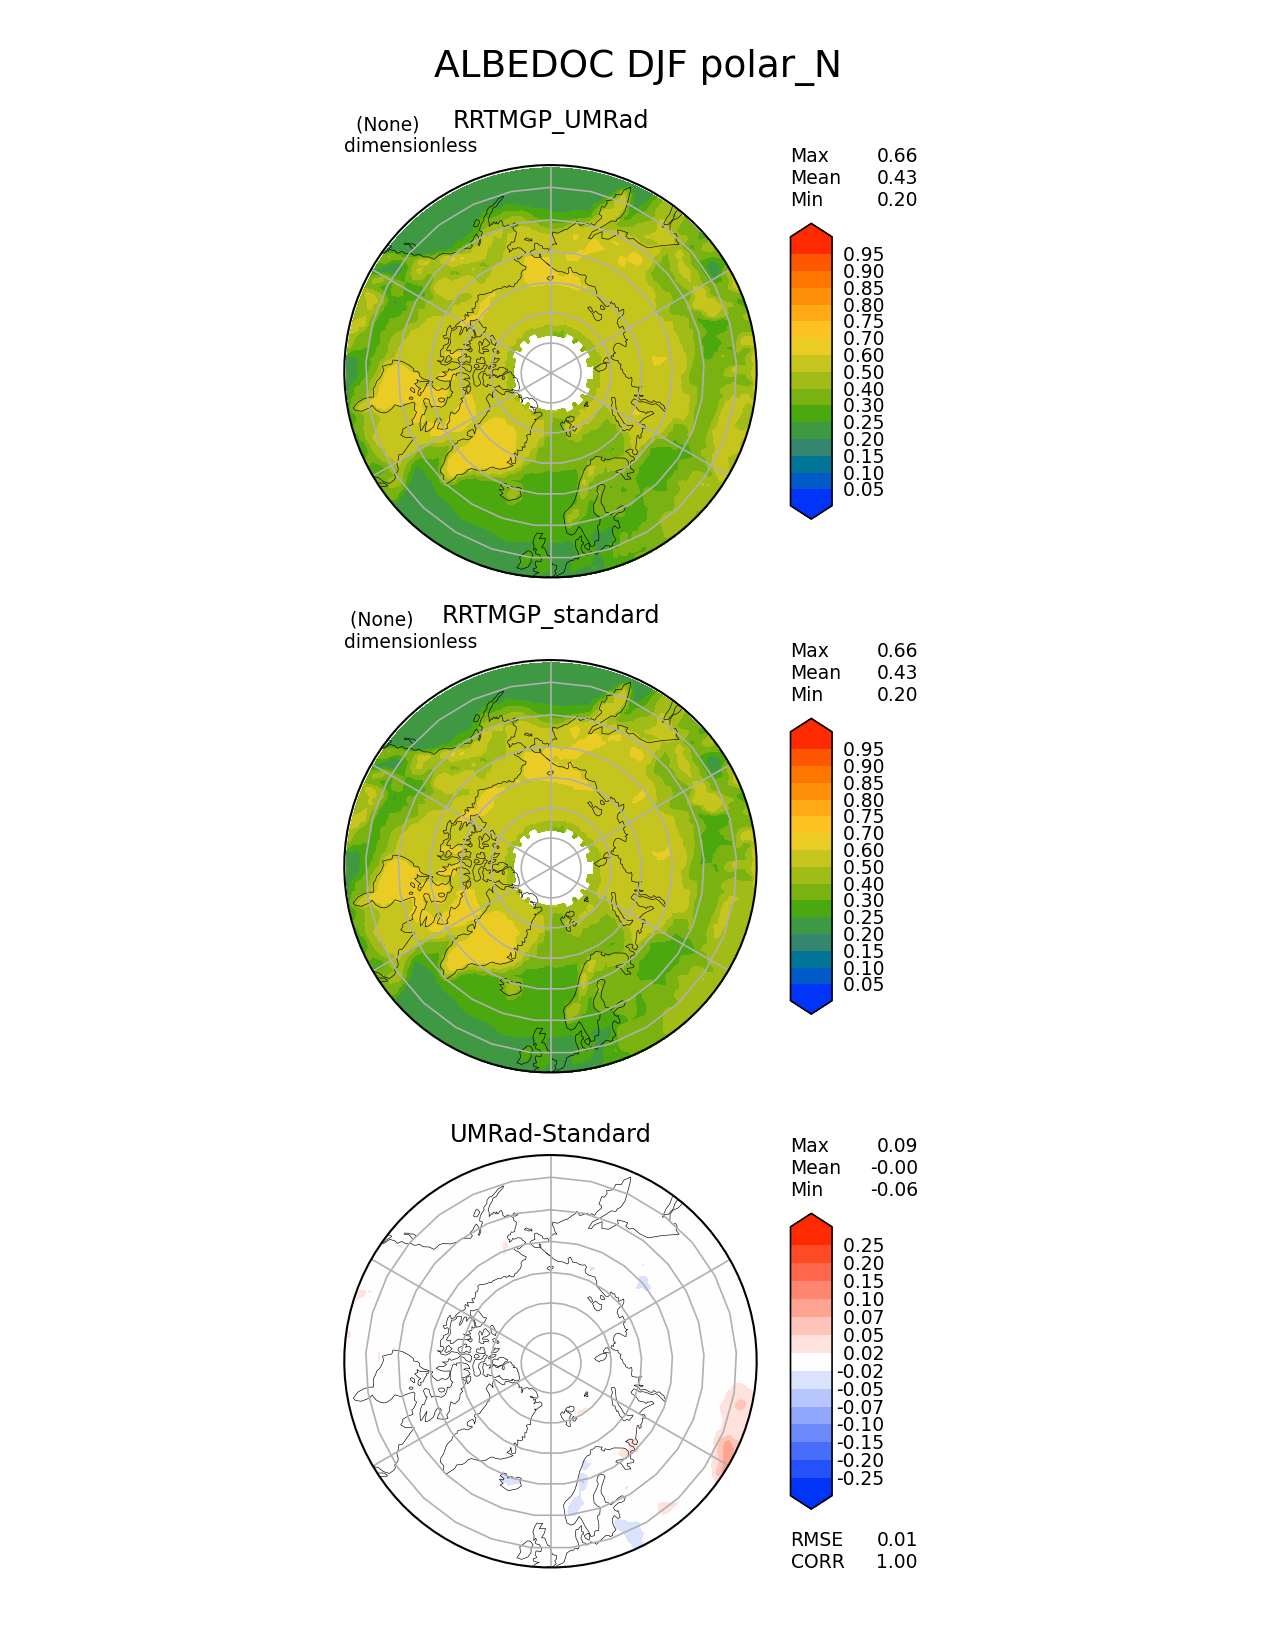 ALBEDOC DJF polar_N
(None) RRTMGP_UMRad
dimensionless
Max 0.66
Mean 0.43
Min 0.20
0.95
0.90
0.85
0.80
0.75
0.70
0.60
0.50
0.40
0.30
0.25
0.20
0.15
0.10
0.05
(None) RRTMGP_standard
dimensionless
Max 0.66
Mean 0.43
Min 0.20
0.95
0.90
0.85
0.80
0.75
0.70
0.60
0.50
0.40
0.30
0.25
0.20
0.15
0.10
0.05
UMRad-Standard
Max 0.09
Mean -0.00
Min -0.06
0.25
0.20
0.15
0.10
0.07
0.05
0.02
-0.02
-0.05
-0.07
-0.10
-0.15
-0.20
-0.25
RMSE 0.01
CORR 1.00